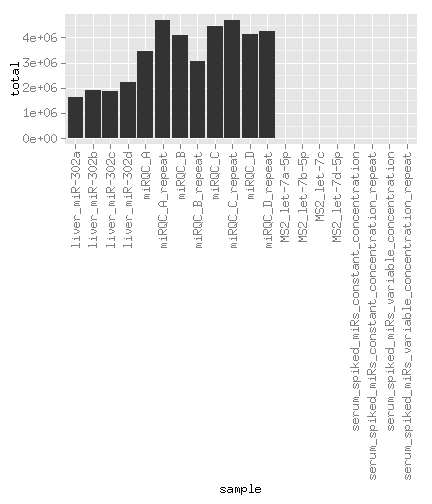 total
4e+06
3e+06
2e+06
1e+06
0e+00
liver_miR-302a
liver_miR-302b
liver_miR-302c
liver_miR-302d
miRQC_A
miRQC_A_repeat
miRQC_B
miRQC_B_repeat
miRQC_C
miRQC_C_repeat
miRQC_D
miRQC_D_repeat
MS2_let-7a-5p
MS2_let-7b-5p
MS2_let-7c
MS2_let-7d-5p
serum_spiked_miRs_constant_concentration
serum_spiked_miRs_constant_concentration_repeat
serum_spiked_miRs_variable_concentration
serum_spiked_miRs_variable_concentration_repeat
sample